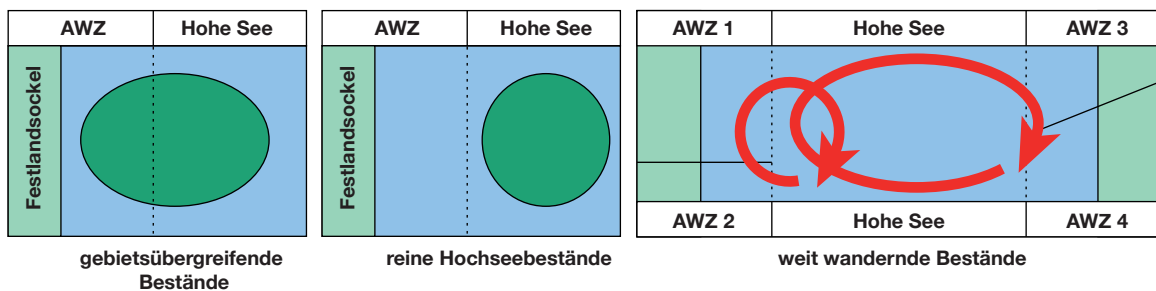 AWZ Hohe See
Festlandsockel
gebietsübergreifende
Bestände
AWZ Hohe See
Festlandsockel
reine Hochseebestände
AWZ 1 Hohe See AWZ 3
AWZ 2 Hohe See AWZ 4
weit wandernde Bestände